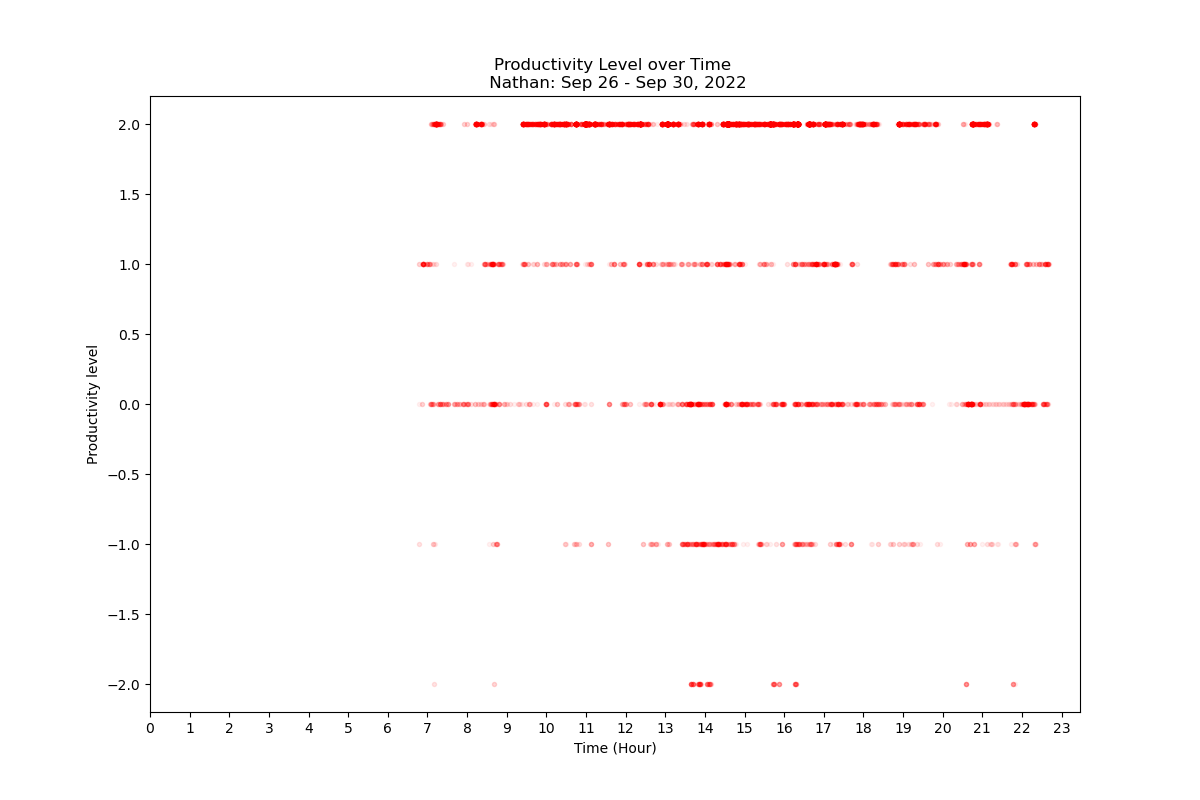 Productivity Level over Time
Nathan: Sep 26 - Sep 30, 2022
Productivity level
2.0
1.5
1.0
0.5
0.0
−0.5
−1.0
−1.5
−2.0
0 1 2 3 4 5 6 7 8 9 10 11 12 13 14 15 16 17 18 19 20 21 22 23
Time (Hour)